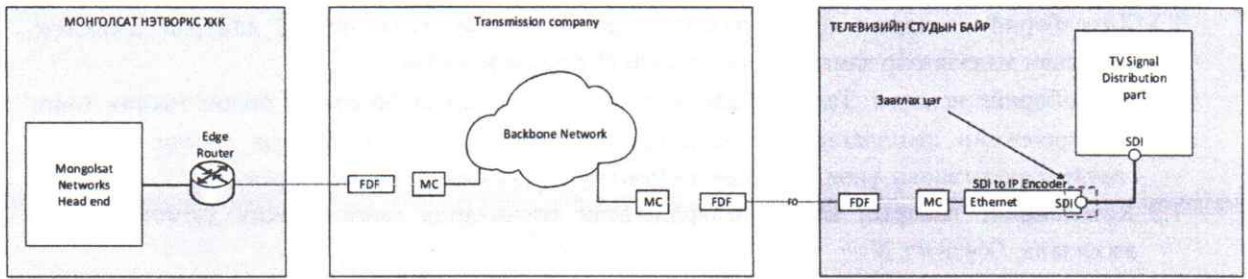 МОНГОЛСАТ НЭТВОРКС ХХК
Mongolsat
Networks
Head end
Edge
Router
Transmission company
FDF
MC
Backbone Network
MC
FDF
FO
ТЕЛЕВИЗИЙН СТУДЫН БАЙР
FDF
MC
Зааглах цэг
SDI to IP Encoder
Ethernet
SDI
TV Signal
Distribution
part
SDI